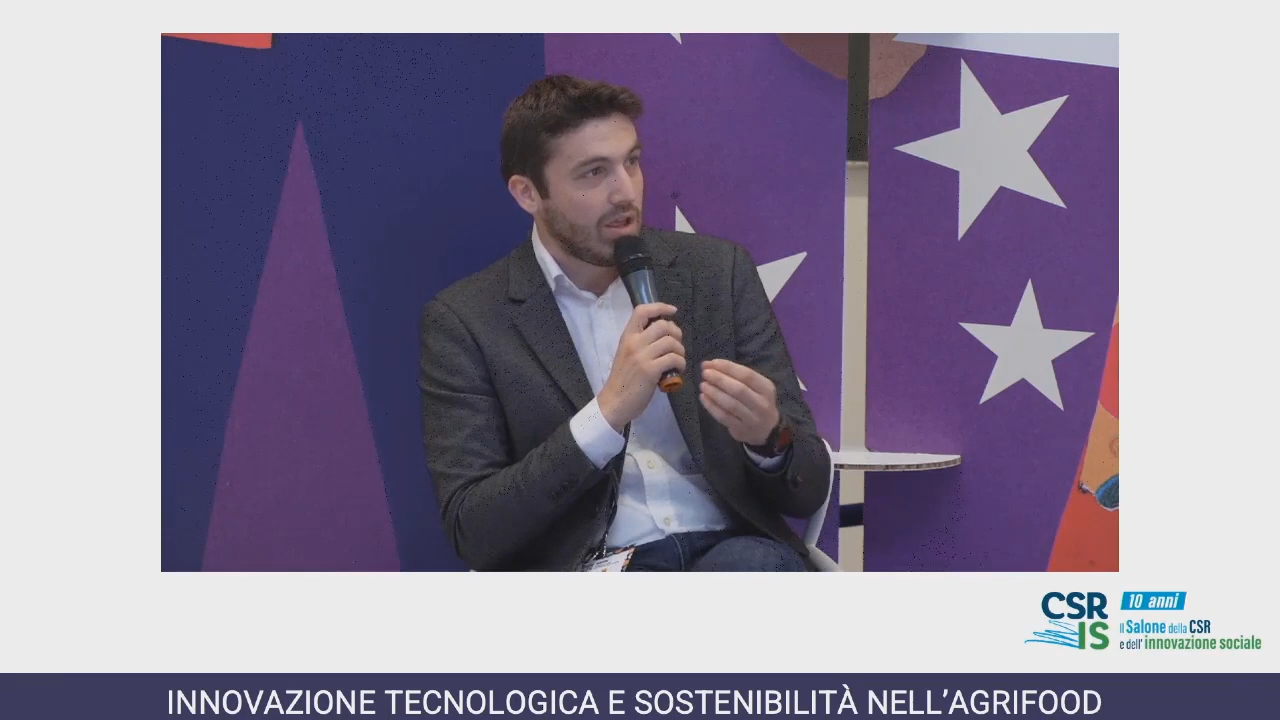 CSR
IS
10 anni
Il Salone della CSR
e dell' innovazione sociale
INNOVAZIONE TECNOLOGICA E SOSTENIBILITÀ NELL'AGRIFOOD